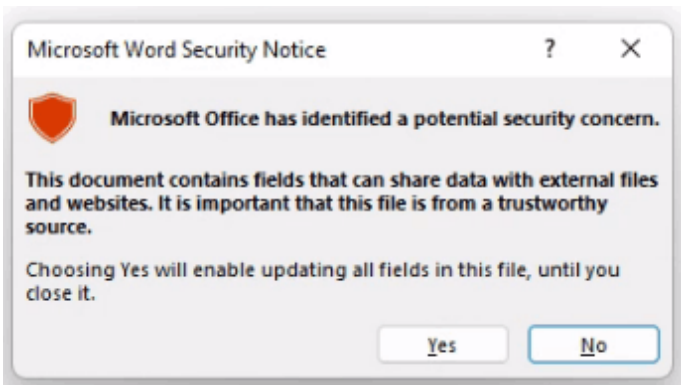 Microsoft Word Security Notice ?
Microsoft Office has identified a potential security concern.
This document contains fields that can share data with external files
and websites. It is important that this file is from a trustworthy
source.
Choosing Yes will enable updating all fields in this file, until you
close it.
Yes No